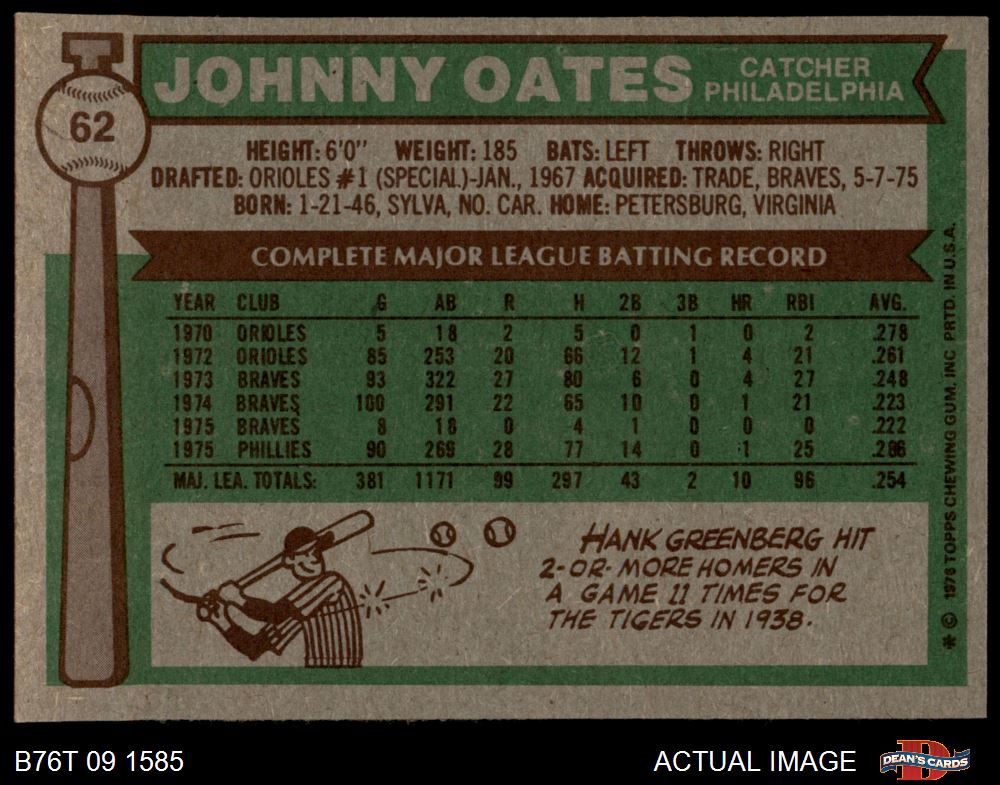 JOHNNY OATES
CATCHER
PHILADELPHIA
62
HEIGHT: 6'0" WEIGHT: 185 BATS: LEFT THROWS: RIGHT
DRAFTED: ORIOLES #1 (SPECIAL)-JAN., 1967 ACQUIRED: TRADE, BRAVES, 5-7-75
BORN: 1-21-46, SYLVA, NO. CAR. HOME: PETERSBURG, VIRGINIA
COMPLETE MAJOR LEAGUE BATTING RECORD
YEAR CLUB G AB R H 2B 3B HR RBI AVG.
1970 ORIOLES 5 18 2 5 0 1 0 2 .278
1972 ORIOLES 85 253 20 66 12 1 4 21 .261
1973 BRAVES 93 322 27 80 6 0 4 27 .248
1974 BRAVES 100 291 22 65 10 0 1 21 .223
1975 BRAVES 8 18 0 4 1 0 0 0 .222
1975 PHILLIES 90 269 28 77 14 0 1 25 .286
MAJ. LEA. TOTALS: 381 1171 99 297 43 2 10 96 .254
HANK GREENBERG HIT
2-OR-MORE HOMERS IN
A GAME 11 TIMES FOR
THE TIGERS IN 1938.
* © 1976 TOPPS CHEWING GUM, INC PRTD. IN U.S.A.
B76T 09 1585
ACTUAL IMAGE
D
DEAN'S CARDS